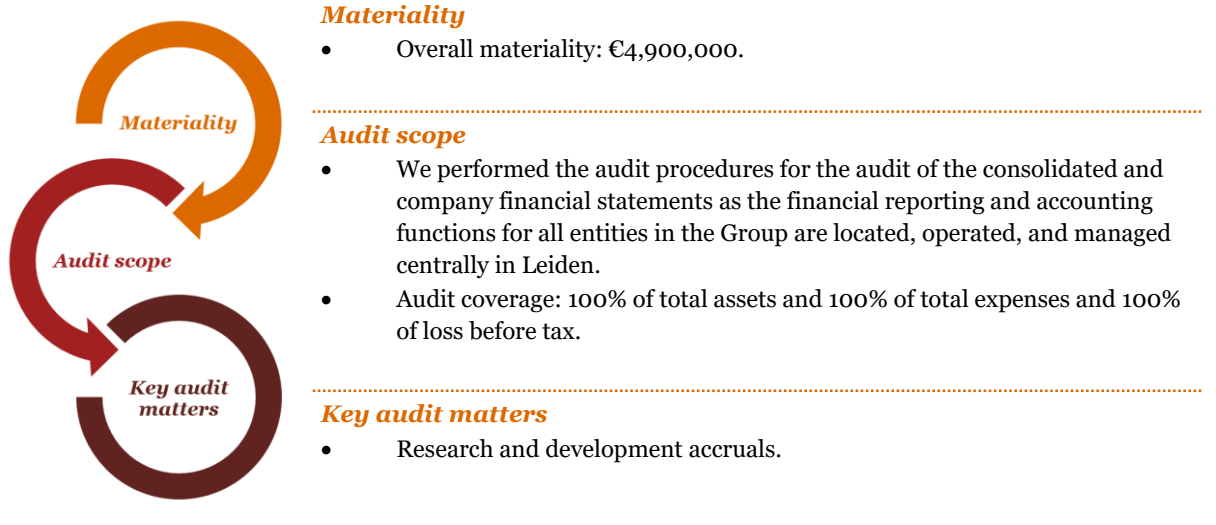 Materiality
Materiality
• Overall materiality: €4,900,000.
Audit scope
Audit scope
• We performed the audit procedures for the audit of the consolidated and
company financial statements as the financial reporting and accounting
functions for all entities in the Group are located, operated, and managed
centrally in Leiden.
• Audit coverage: 100% of total assets and 100% of total expenses and 100%
of loss before tax.
Key audit
matters
Key audit matters
• Research and development accruals.